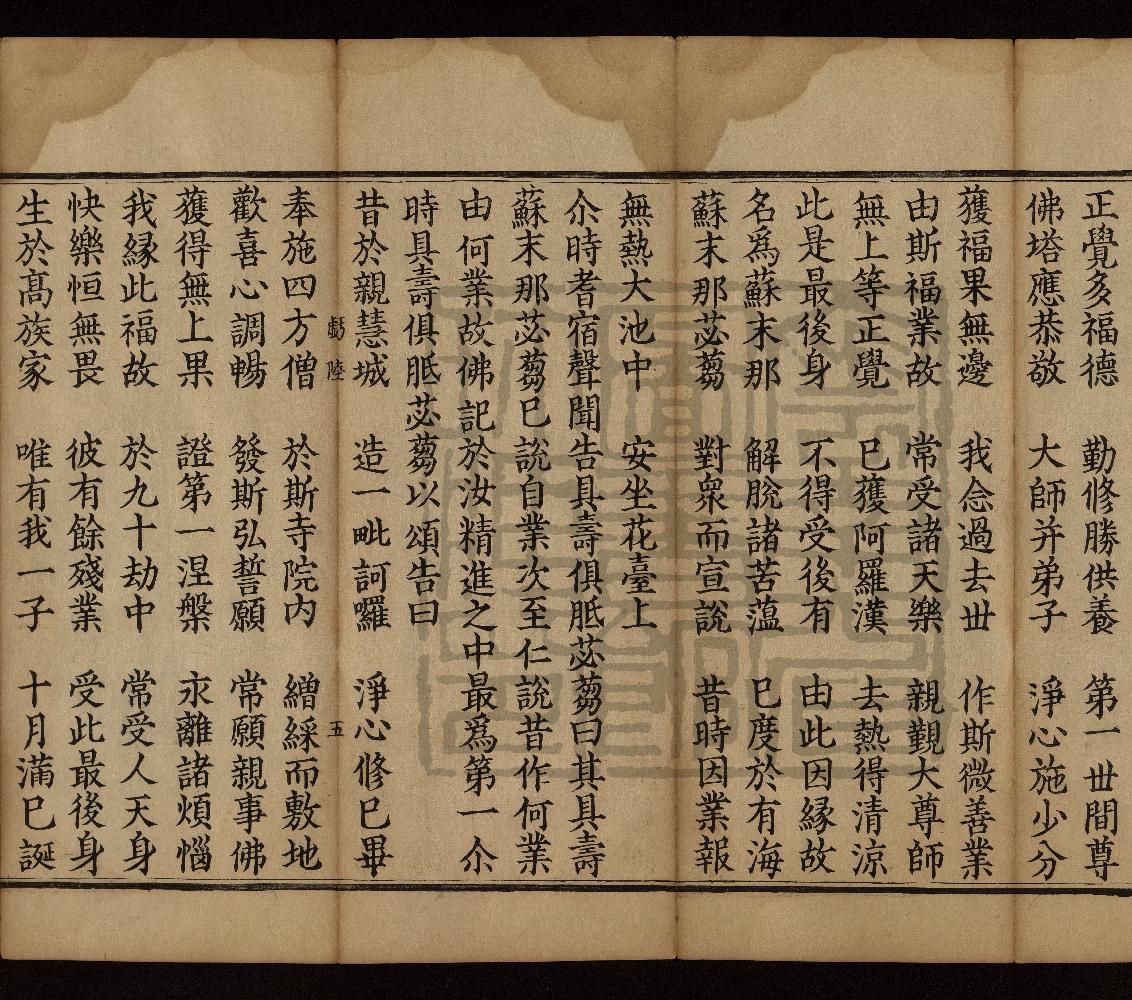 正覺多福德　勤修勝供養　第一丗間尊
佛塔應恭敬　大師并弟子　淨心施少分
獲福果無邊　我念過去丗　作斯微善業
由斯福業故　常受諸天樂　親覲大尊師
無上等正覺　已獲阿羅漢　去熱得清涼
此是最後身　不得受後有　由此因緣故
名爲蘇末那　解脫諸苦薀　已度於有海
蘇末那苾芻　對衆而宣說　昔時因業報
無熱大池中　安坐花臺上
尒時耆宿聲聞告具壽俱胝苾芻曰其具壽
蘇末那苾芻已說自業次至仁說昔作何業
由何業故佛記於汝精進之中最爲第一尒
時具壽俱胝苾芻以頌告曰
昔於親慧城　造一毗訶囉　淨心修已畢
戲陸　五
奉施四方僧　於斯寺院内　繒綵而敷地
歡喜心調暢　發斯弘誓願　常願親事佛
獲得無上果　證第一涅槃　永離諸煩惱
我緣此福故　於九十劫中　常受人天身
快樂恒無畏　彼有餘殘業　受此最後身
生於髙族家　唯有我一子　十月滿已誕